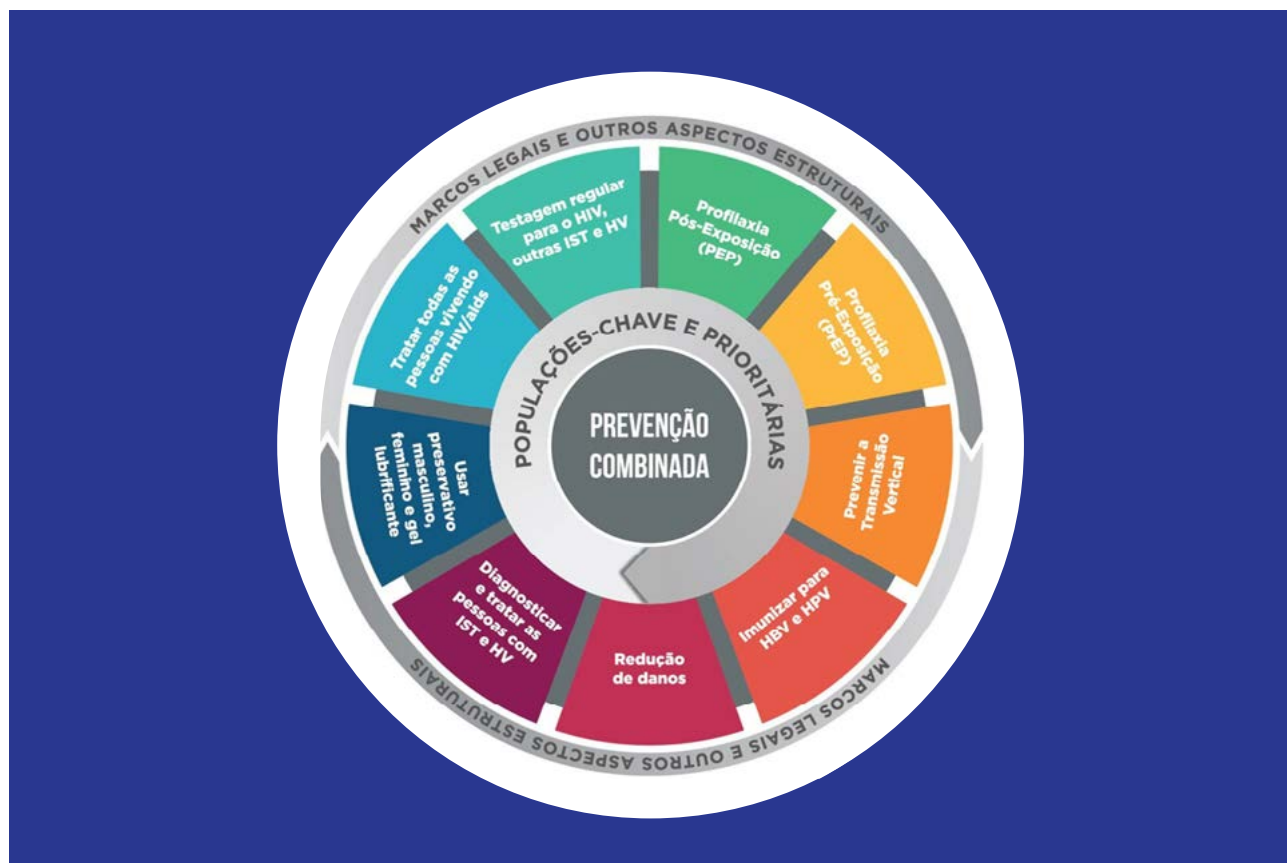 MARCOS LEGAIS E OUTROS ASPECTOS ESTRUTURAIS
Testagem regular
para o HIV,
outras IST e HV
Profilaxia
Pós-Exposição
(PEP)
Profilaxia
Pré-Exposição
(PrEP)
Prevenir a
Transmissão
Vertical
Imunizar para
HBV e HPV
Redução
de danos
Diagnosticar
e tratar as
pessoas com
IST e HV
Usar
preservativo
masculino,
feminino e gel
lubrificante
Tratar todas as
pessoas vivendo
com HIV/aids
POPULAÇÕES-CHAVE E PRIORITÁRIAS
PREVENÇÃO
COMBINADA
MARCOS LEGAIS E OUTROS ASPECTOS ESTRUTURAIS